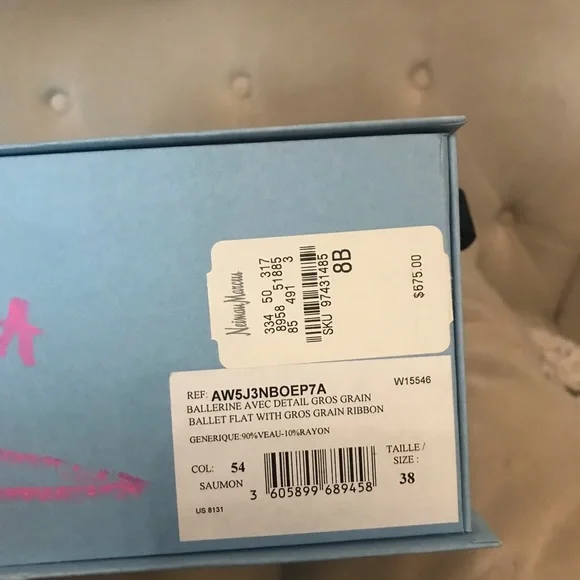 Neiman Marcus
334 50 317
8958 51885
85 491 3
SKU 97431485
8B
$675.00
REF: AW5J3NBOEP7A
W15546
BALLERINE AVEC DETAIL GROS GRAIN
BALLET FLAT WITH GROS GRAIN RIBBON
GENERIQUE:90%VEAU-10%RAYON
COL: 54
SAUMON
3 605899 689458
TAILLE /
SIZE :
38
US 8131